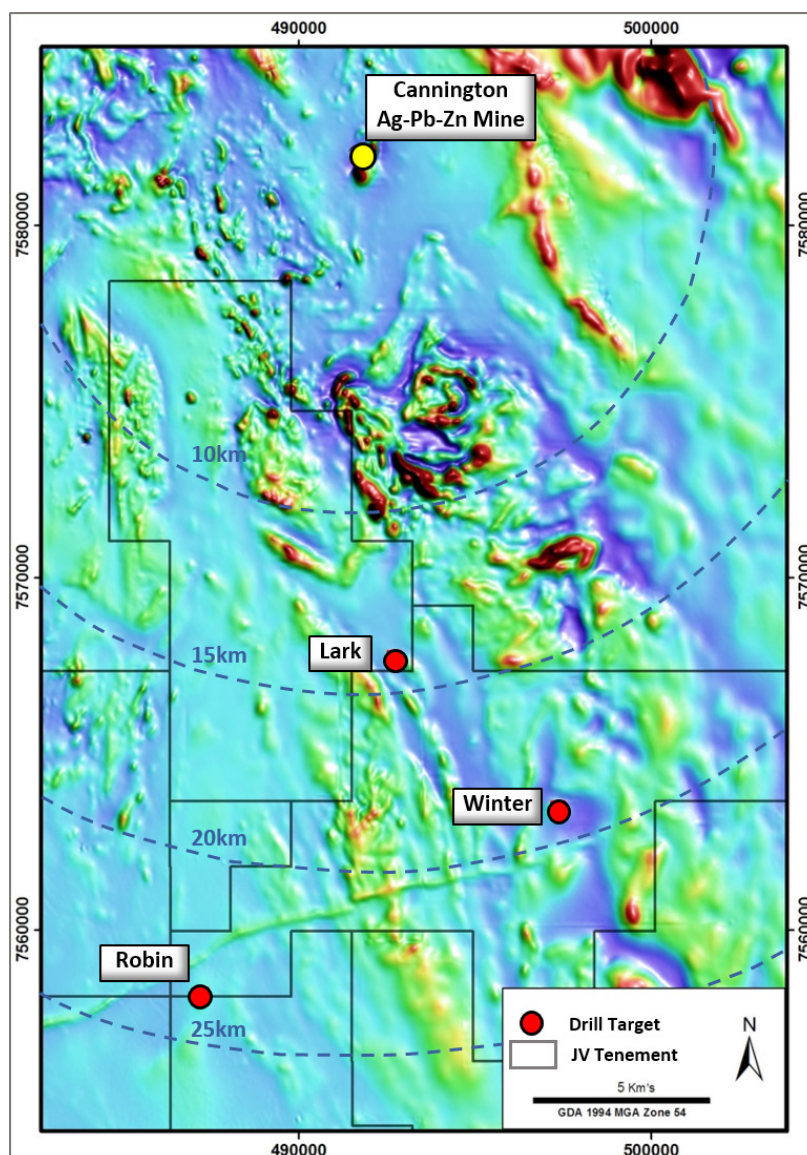 490000
500000
Cannington
Ag-Pb-Zn Mine
7580000
7580000
10km
7570000
7570000
15km
Lark
Winter
20km
7560000
7560000
Robin
25km
Drill Target
JV Tenement
N
5 Km's
GDA 1994 MGA Zone 54
490000
500000